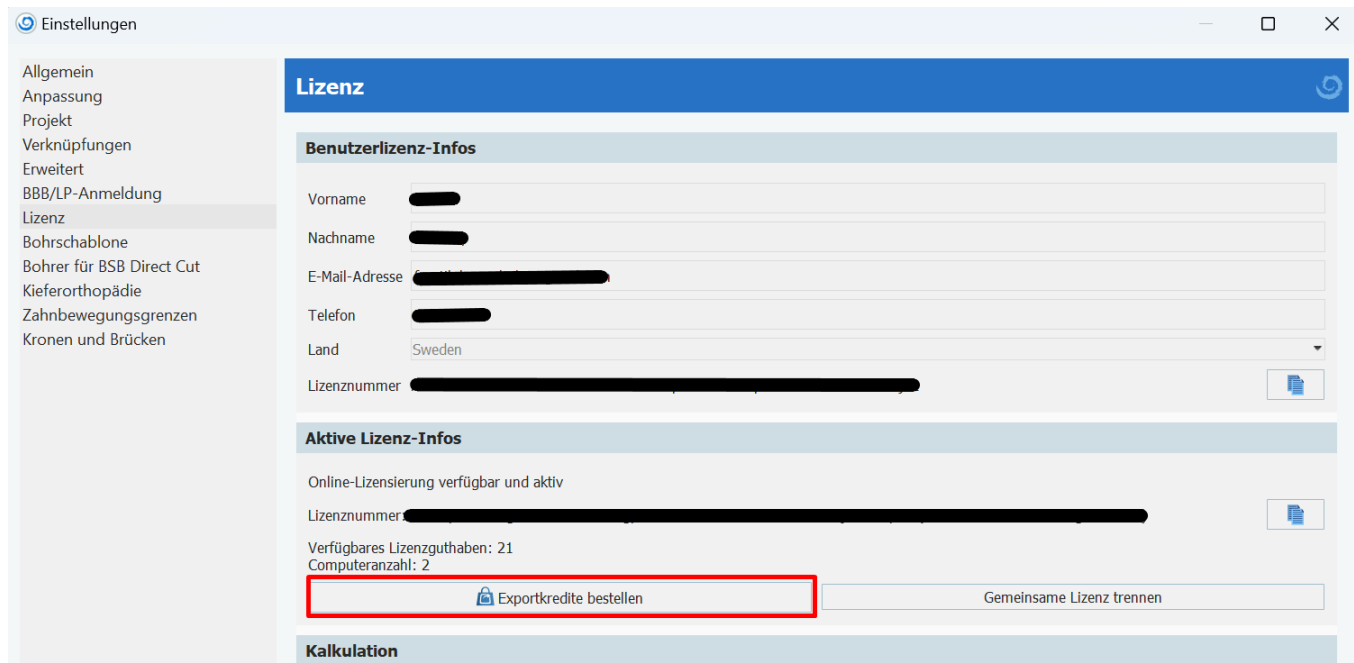 Einstellungen
Allgemein
Anpassung
Projekt
Verknüpfungen
Erweitert
BBB/LP-Anmeldung
Lizenz
Bohrschablone
Bohrer für BSB Direct Cut
Kieferorthopädie
Zahnbewegungsgrenzen
Kronen und Brücken
Lizenz
Benutzerlizenz-Infos
Vorname
Nachname
E-Mail-Adresse
Telefon
Land Sweden
Lizenznummer
Aktive Lizenz-Infos
Online-Lizensierung verfügbar und aktiv
Lizenznummer:
Verfügbares Lizenzguthaben: 21
Computeranzahl: 2
Exportkredite bestellen Gemeinsame Lizenz trennen
Kalkulation